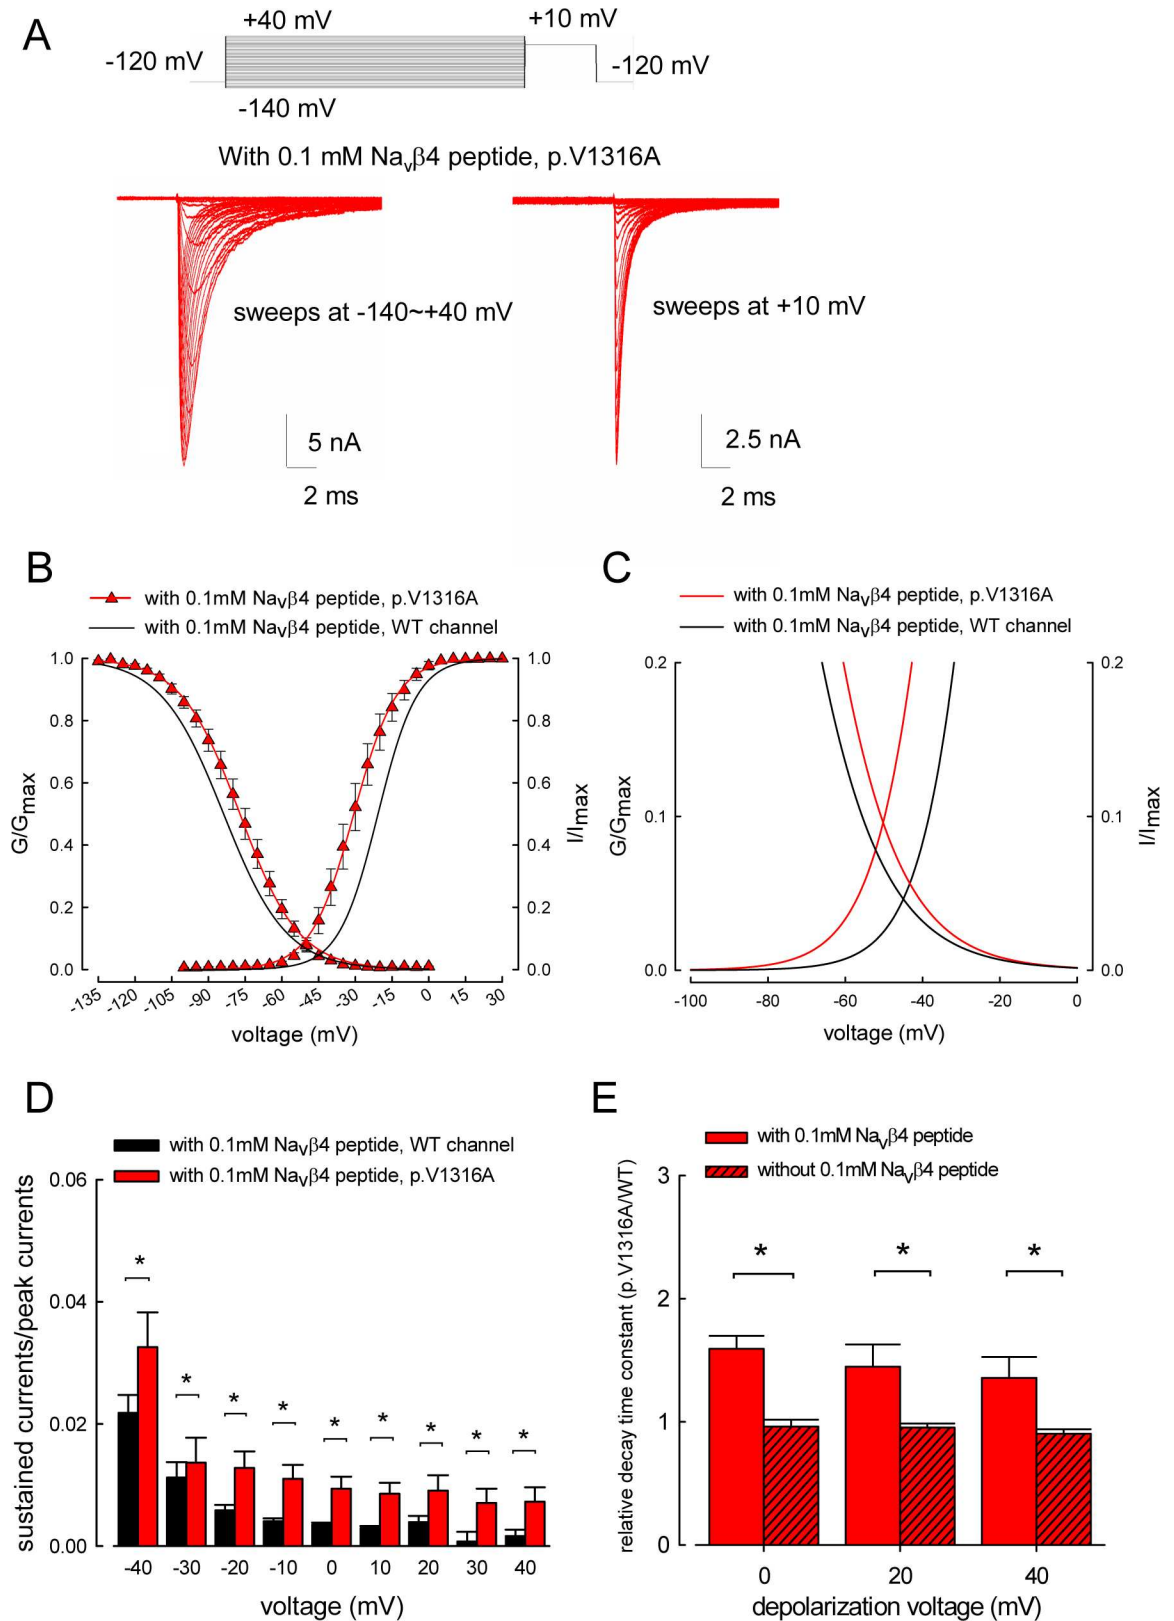 A
+40 mV
+10 mV
-120 mV
-120 mV
-140 mV
With 0.1 mM Navβ4 peptide, p.V1316A
sweeps at -140~+40 mV
sweeps at +10 mV
5 nA
2 ms
2.5 nA
2 ms
B
with 0.1mM Navβ4 peptide, p.V1316A
with 0.1mM Navβ4 peptide, WT channel
G/Gmax
1.0
0.8
0.6
0.4
0.2
0.0
1.0
0.8
0.6
0.4
0.2
0.0
I/Imax
-135 -120 -105 -90 -75 -60 -45 -30 -15 0 15 30
voltage (mV)
C
with 0.1mM Navβ4 peptide, p.V1316A
with 0.1mM Navβ4 peptide, WT channel
G/Gmax
0.2
0.1
0.0
0.2
0.1
0.0
I/Imax
-100 -80 -60 -40 -20 0
voltage (mV)
D
with 0.1mM Navβ4 peptide, WT channel
with 0.1mM Navβ4 peptide, p.V1316A
sustained currents/peak currents
0.06
0.04
0.02
0.00
* * * * * * * * *
-40 -30 -20 -10 0 10 20 30 40
voltage (mV)
E
with 0.1mM Navβ4 peptide
without 0.1mM Navβ4 peptide
relative decay time constant (p.V1316A/WT)
3
2
1
0
* * *
0 20 40
depolarization voltage (mV)